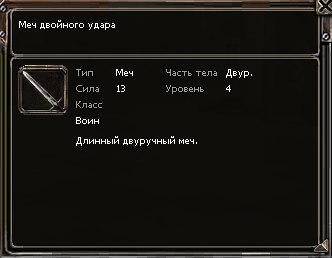 Меч двойного удара
Тип Меч Часть тела Двур.
Сила 13 Уровень 4
Класс
Воин
Длинный двуручный меч.